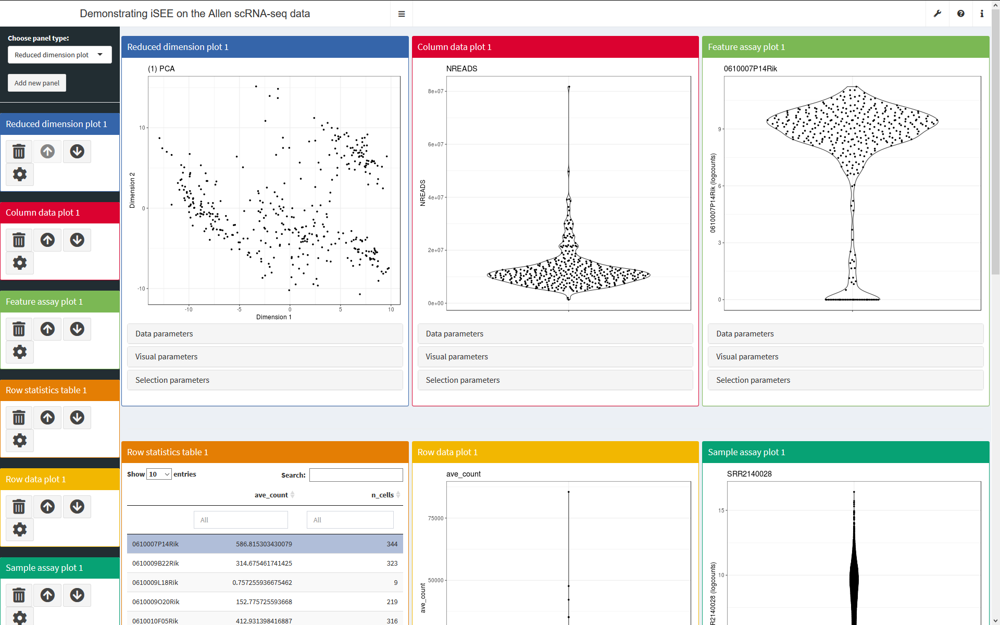 Demonstrating iSEE on the Allen scRNA-seq data
Choose panel type:
Reduced dimension plot
Add new panel
Reduced dimension plot 1
Column data plot 1
Feature assay plot 1
Row statistics table 1
Row data plot 1
Sample assay plot 1
Reduced dimension plot 1
(1) PCA
Dimension 2
10
0
-10
-10
-5
0
5
10
Dimension 1
Data parameters
Visual parameters
Selection parameters
Column data plot 1
NREADS
NREADS
8e+07
6e+07
4e+07
2e+07
0e+00
Data parameters
Visual parameters
Selection parameters
Feature assay plot 1
0610007P14Rik
0610007P14Rik (logcounts)
9
6
3
0
Data parameters
Visual parameters
Selection parameters
Row statistics table 1
Show 10 entries
Search:
ave_count n_cells
All All
0610007P14Rik 586.815303430079 344
0610009B22Rik 314.675461741425 323
0610009L18Rik 0.757255936675462 9
0610009O20Rik 152.775725593668 219
0610010F05Rik 412.931398416887 316
Row data plot 1
ave_count
ave_count
75000
50000
Sample assay plot 1
SRR2140028
R2140028 (logcounts)
15
10